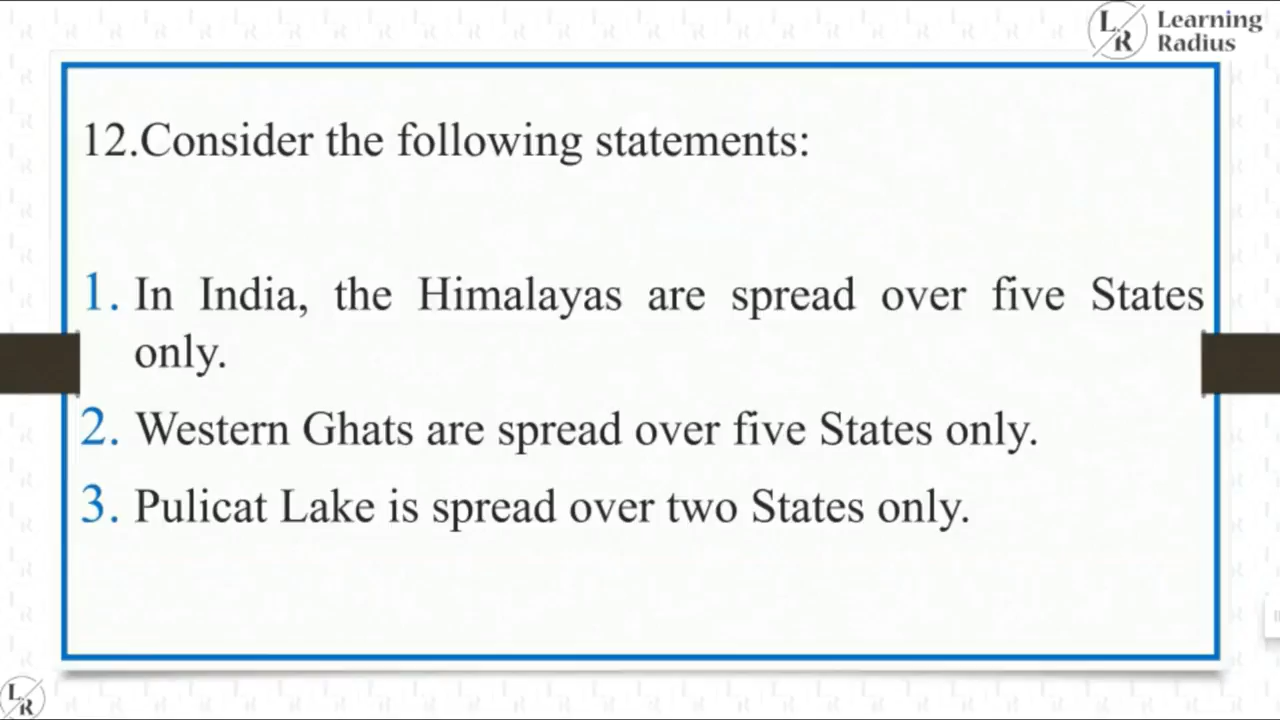 Learning
Radius
12.Consider the following statements:
1. In India, the Himalayas are spread over five States
only.
2. Western Ghats are spread over five States only.
3. Pulicat Lake is spread over two States only.
LR